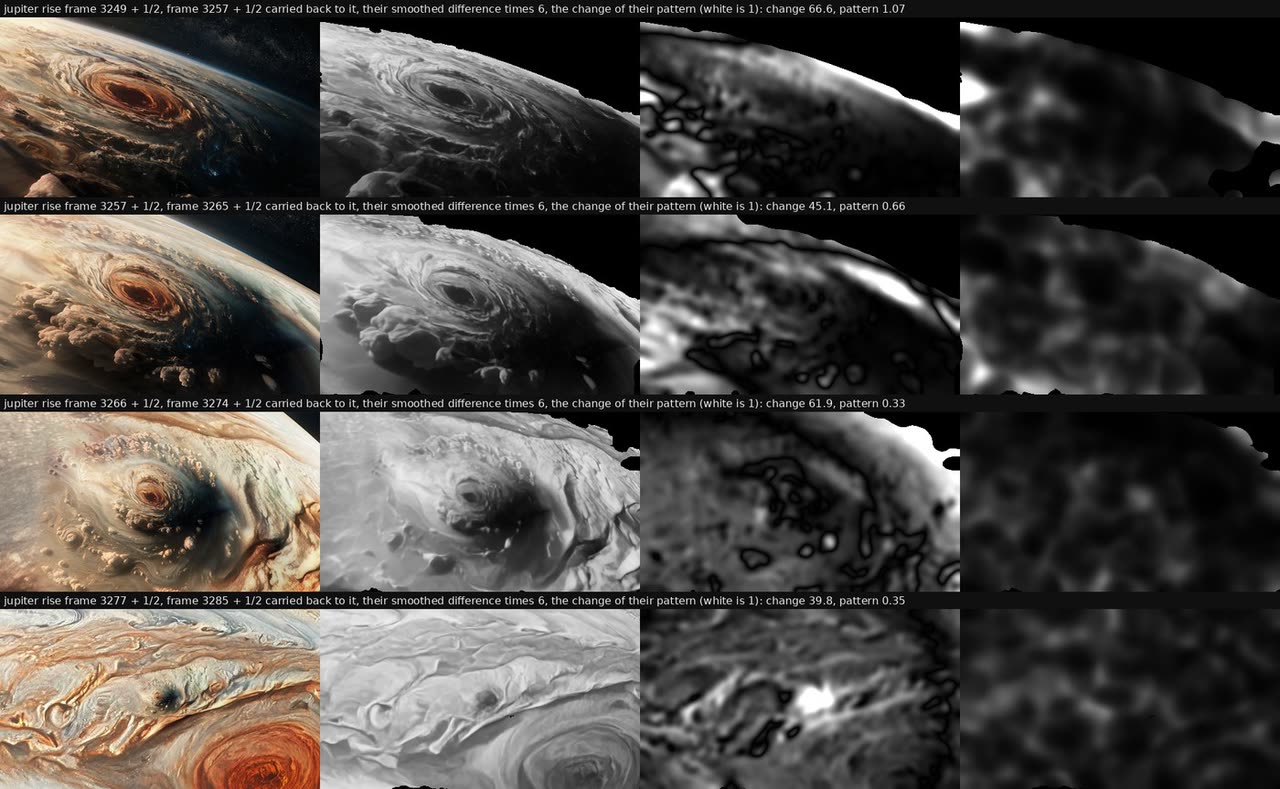 jupiter rise frame 3249 + 1/2, frame 3257 + 1/2 carried back to it, their smoothed difference times 6, the change of their pattern (white is 1): change 66.6, pattern 1.07
jupiter rise frame 3257 + 1/2, frame 3265 + 1/2 carried back to it, their smoothed difference times 6, the change of their pattern (white is 1): change 45.1, pattern 0.66
jupiter rise frame 3266 + 1/2, frame 3274 + 1/2 carried back to it, their smoothed difference times 6, the change of their pattern (white is 1): change 61.9, pattern 0.33
jupiter rise frame 3277 + 1/2, frame 3285 + 1/2 carried back to it, their smoothed difference times 6, the change of their pattern (white is 1): change 39.8, pattern 0.35